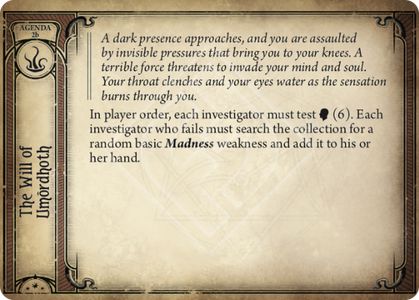 AGENDA
2b
The Will of
Umôrdhoth
A dark presence approaches, and you are assaulted
by invisible pressures that bring you to your knees. A
terrible force threatens to invade your mind and soul.
Your throat clenches and your eyes water as the sensation
burns through you.
In player order, each investigator must test (6). Each
investigator who fails must search the collection for a
random basic Madness weakness and add it to his or
her hand.